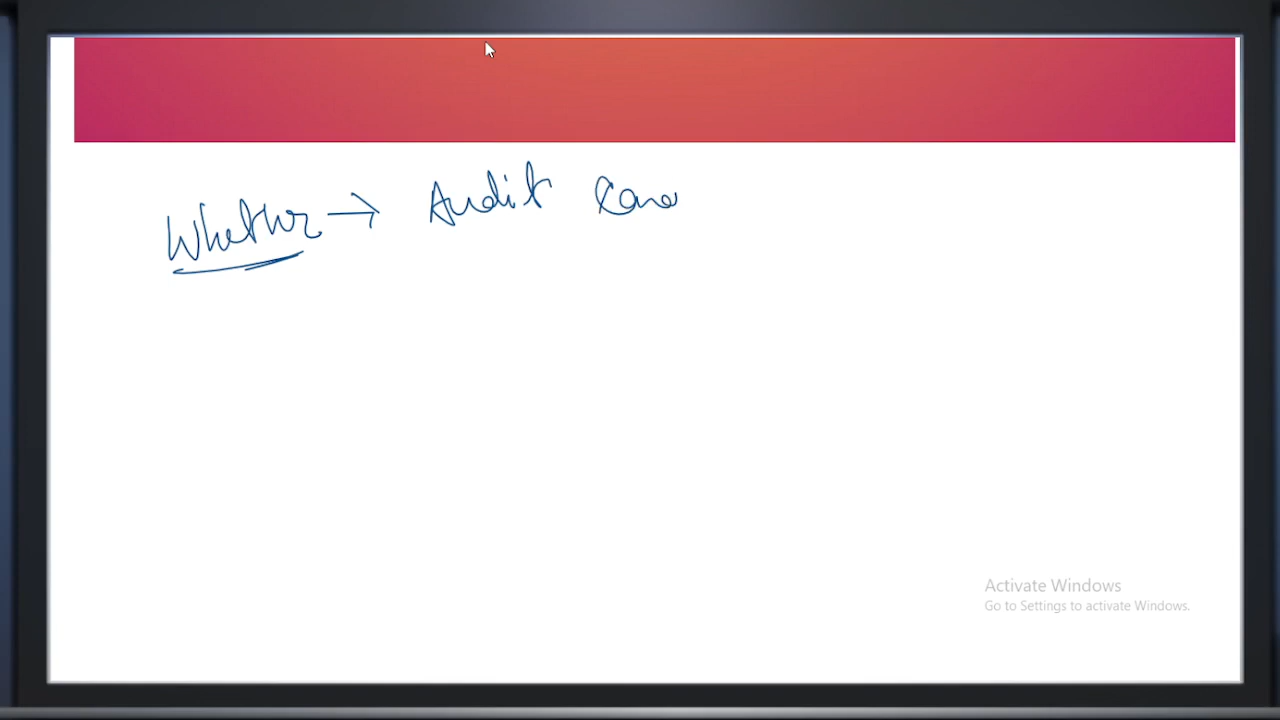 Whether → Audit
Activate Windows
Go to Settings to activate Windows.